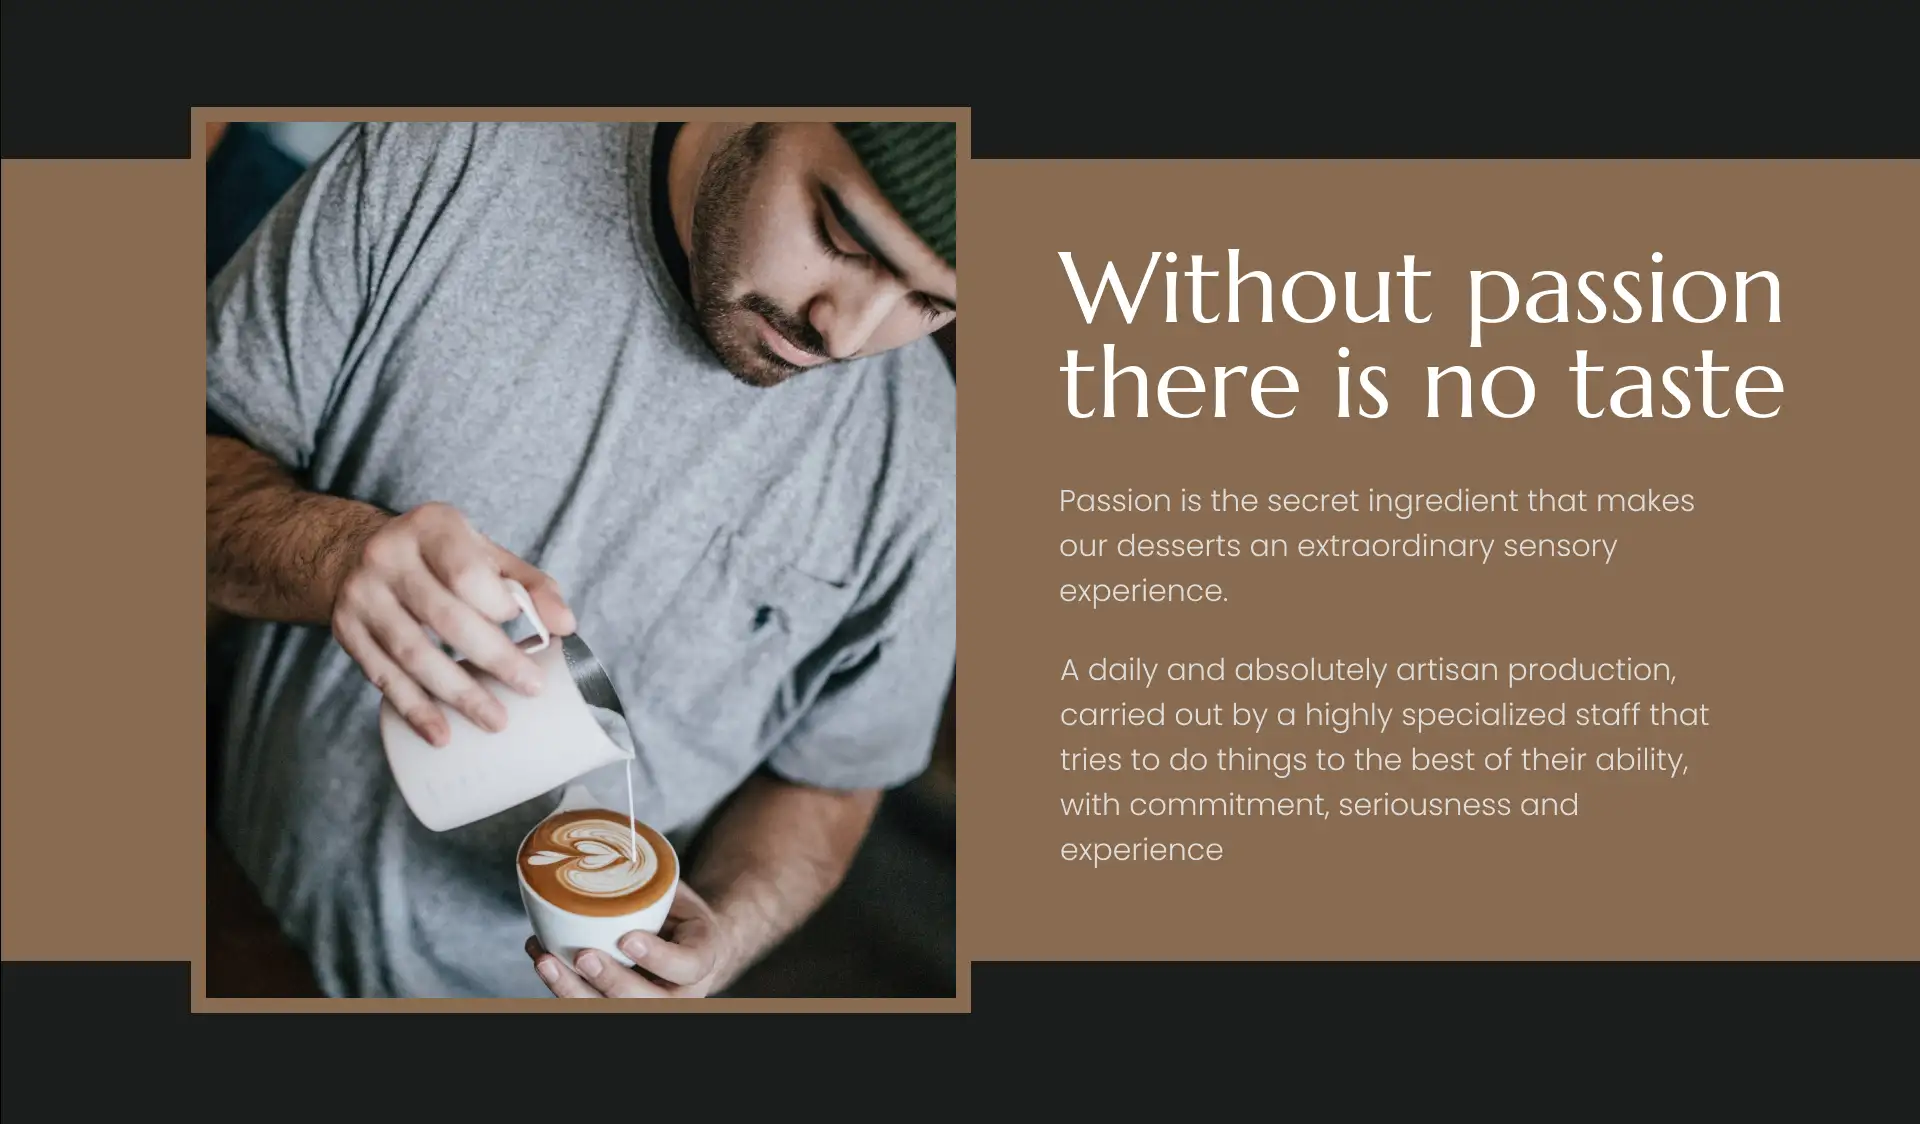 Without passion
there is no taste
Passion is the secret ingredient that makes
our desserts an extraordinary sensory
experience.
A daily and absolutely artisan production,
carried out by a highly specialized staff that
tries to do things to the best of their ability,
with commitment, seriousness and
experience